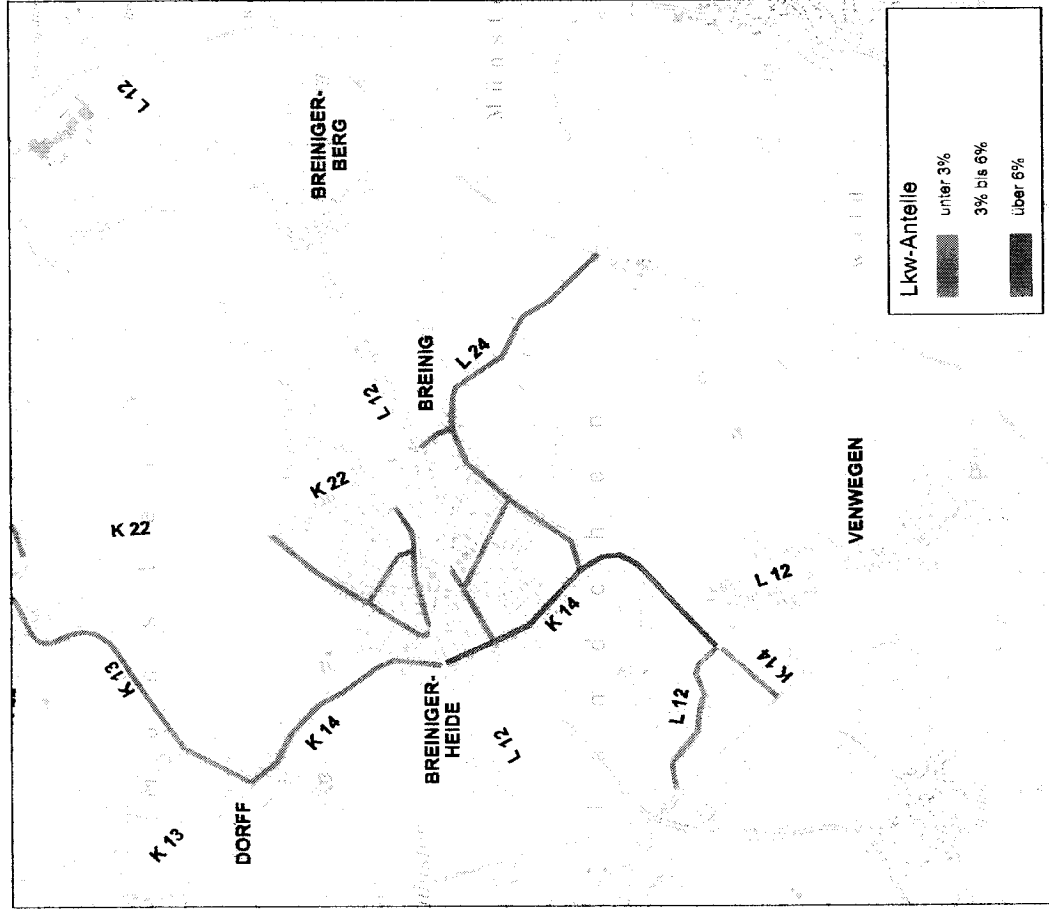 L 12
BREINIGER-
BERG
K 22
K 22
L 12
BREINIG
L 24
K 13
K 13
DORFF
K 14
BREINIGER-
HEIDE
L 12
K 14
L 12
VENWEGEN
L 12
K 14
Lkw-Anteile
unter 3%
3% bis 6%
über 6%